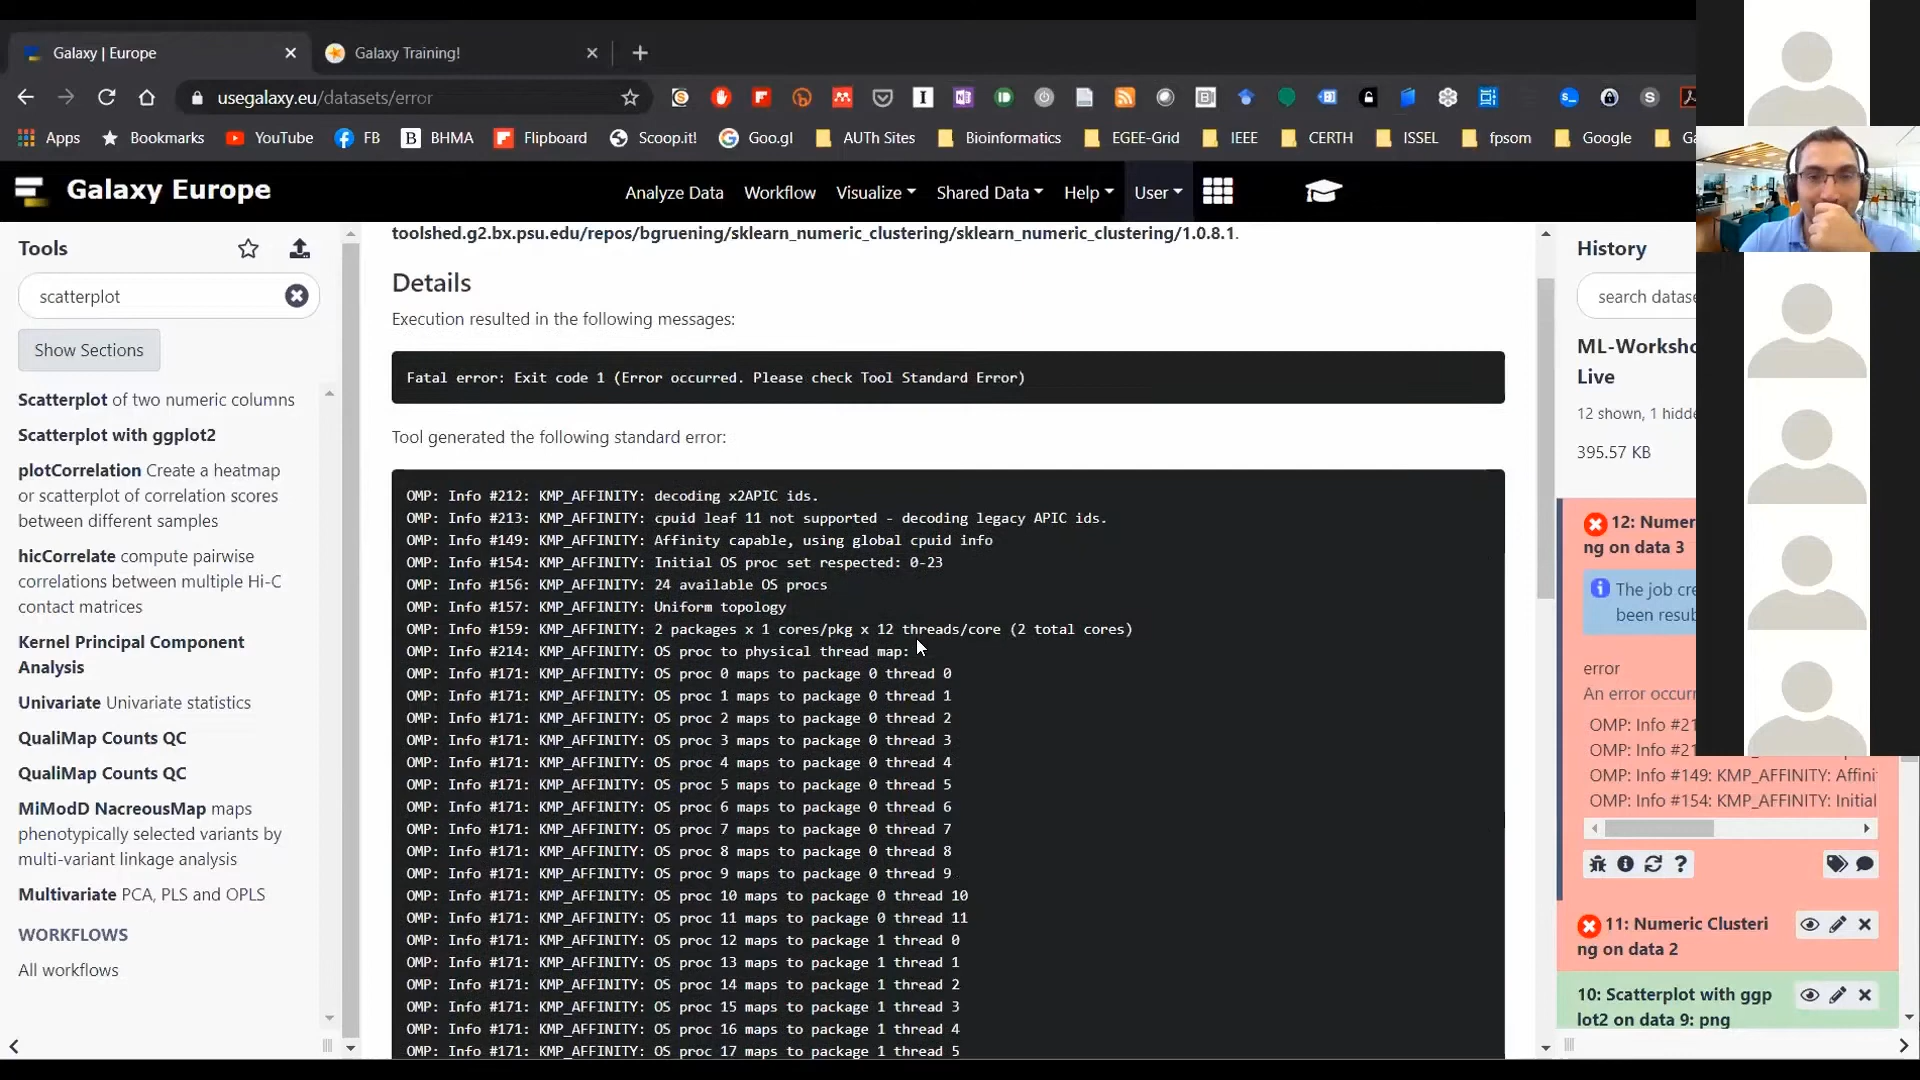 Galaxy | Europe
Galaxy Training!
usegalaxy.eu/datasets/error
Apps
Bookmarks
YouTube
FB
BHMA
Flipboard
Scoop.it!
Goo.gl
AUTh Sites
Bioinformatics
EGEE-Grid
IEEE
CERTH
ISSEL
fpsom
Google
Galaxy Europe
Analyze Data
Workflow
Visualize
Shared Data
Help
User
Tools
scatterplot
Show Sections
Scatterplot of two numeric columns
Scatterplot with ggplot2
plotCorrelation Create a heatmap
or scatterplot of correlation scores
between different samples
hicCorrelate compute pairwise
correlations between multiple Hi-C
contact matrices
Kernel Principal Component
Analysis
Univariate Univariate statistics
QualiMap Counts QC
QualiMap Counts QC
MiModD NacreousMap maps
phenotypically selected variants by
multi-variant linkage analysis
Multivariate PCA, PLS and OPLS
WORKFLOWS
All workflows
toolshed.g2.bx.psu.edu/repos/bgruening/sklearn_numeric_clustering/sklearn_numeric_clustering/1.0.8.1.
Details
Execution resulted in the following messages:
Fatal error: Exit code 1 (Error occurred. Please check Tool Standard Error)
Tool generated the following standard error:
OMP: Info #212: KMP_AFFINITY: decoding x2APIC ids.
OMP: Info #213: KMP_AFFINITY: cpuid leaf 11 not supported - decoding legacy APIC ids.
OMP: Info #149: KMP_AFFINITY: Affinity capable, using global cpuid info
OMP: Info #154: KMP_AFFINITY: Initial OS proc set respected: 0-23
OMP: Info #156: KMP_AFFINITY: 24 available OS procs
OMP: Info #157: KMP_AFFINITY: Uniform topology
OMP: Info #159: KMP_AFFINITY: 2 packages x 1 cores/pkg x 12 threads/core (2 total cores)
OMP: Info #214: KMP_AFFINITY: OS proc to physical thread map:
OMP: Info #171: KMP_AFFINITY: OS proc 0 maps to package 0 thread 0
OMP: Info #171: KMP_AFFINITY: OS proc 1 maps to package 0 thread 1
OMP: Info #171: KMP_AFFINITY: OS proc 2 maps to package 0 thread 2
OMP: Info #171: KMP_AFFINITY: OS proc 3 maps to package 0 thread 3
OMP: Info #171: KMP_AFFINITY: OS proc 4 maps to package 0 thread 4
OMP: Info #171: KMP_AFFINITY: OS proc 5 maps to package 0 thread 5
OMP: Info #171: KMP_AFFINITY: OS proc 6 maps to package 0 thread 6
OMP: Info #171: KMP_AFFINITY: OS proc 7 maps to package 0 thread 7
OMP: Info #171: KMP_AFFINITY: OS proc 8 maps to package 0 thread 8
OMP: Info #171: KMP_AFFINITY: OS proc 9 maps to package 0 thread 9
OMP: Info #171: KMP_AFFINITY: OS proc 10 maps to package 0 thread 10
OMP: Info #171: KMP_AFFINITY: OS proc 11 maps to package 0 thread 11
OMP: Info #171: KMP_AFFINITY: OS proc 12 maps to package 1 thread 0
OMP: Info #171: KMP_AFFINITY: OS proc 13 maps to package 1 thread 1
OMP: Info #171: KMP_AFFINITY: OS proc 14 maps to package 1 thread 2
OMP: Info #171: KMP_AFFINITY: OS proc 15 maps to package 1 thread 3
OMP: Info #171: KMP_AFFINITY: OS proc 16 maps to package 1 thread 4
OMP: Info #171: KMP_AFFINITY: OS proc 17 maps to package 1 thread 5
History
search datase
ML-Worksho
Live
12 shown, 1 hidde
395.57 KB
12: Numer
ng on data 3
The job cre
been resub
error
An error occurr
OMP: Info #21
OMP: Info #21
OMP: Info #149: KMP_AFFINITY: Affini
OMP: Info #154: KMP_AFFINITY: Initial
11: Numeric Clusteri
ng on data 2
10: Scatterplot with ggp
lot2 on data 9: png